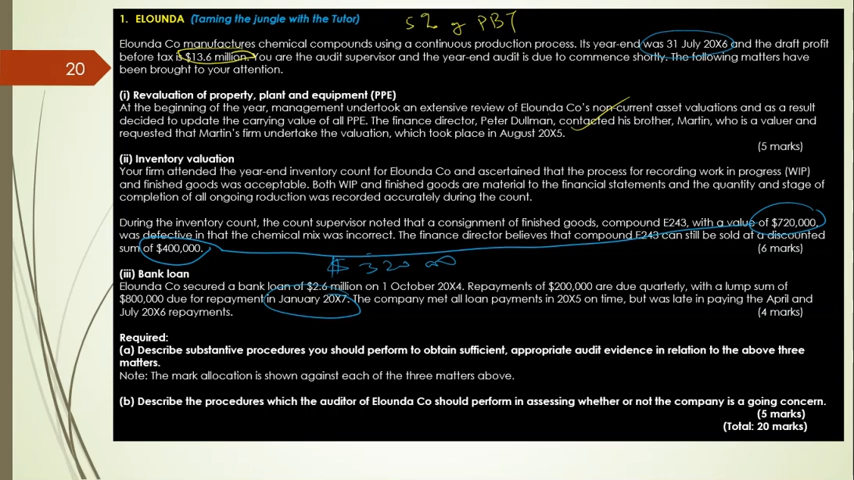 1. ELOUNDA (Taming the jungle with the Tutor)
5% of PBT
20
Elounda Co manufactures chemical compounds using a continuous production process. Its year-end was 31 July 20X6 and the draft profit
before tax is $13.6 million. You are the audit supervisor and the year-end audit is due to commence shortly. The following matters have
been brought to your attention.
(i) Revaluation of property, plant and equipment (PPE)
At the beginning of the year, management undertook an extensive review of Elounda Co's non-current asset valuations and as a result
decided to update the carrying value of all PPE. The finance director, Peter Dullman, contacted his brother, Martin, who is a valuer and
requested that Martin's firm undertake the valuation, which took place in August 20X5.
(5 marks)
(ii) Inventory valuation
Your firm attended the year-end inventory count for Elounda Co and ascertained that the process for recording work in progress (WIP)
and finished goods was acceptable. Both WIP and finished goods are material to the financial statements and the quantity and stage of
completion of all ongoing roduction was recorded accurately during the count.
During the inventory count, the count supervisor noted that a consignment of finished goods, compound E243, with a value of $720,000,
was defective in that the chemical mix was incorrect. The finance director believes that compound E243 can still be sold at a discounted
sum of $400,000.
(6 marks)
$ 320 000
(iii) Bank loan
Elounda Co secured a bank loan of $2.6 million on 1 October 20X4. Repayments of $200,000 are due quarterly, with a lump sum of
$800,000 due for repayment in January 20X7. The company met all loan payments in 20X5 on time, but was late in paying the April and
July 20X6 repayments.
(4 marks)
Required:
(a) Describe substantive procedures you should perform to obtain sufficient, appropriate audit evidence in relation to the above three
matters.
Note: The mark allocation is shown against each of the three matters above.
(b) Describe the procedures which the auditor of Elounda Co should perform in assessing whether or not the company is a going concern.
(5 marks)
(Total: 20 marks)